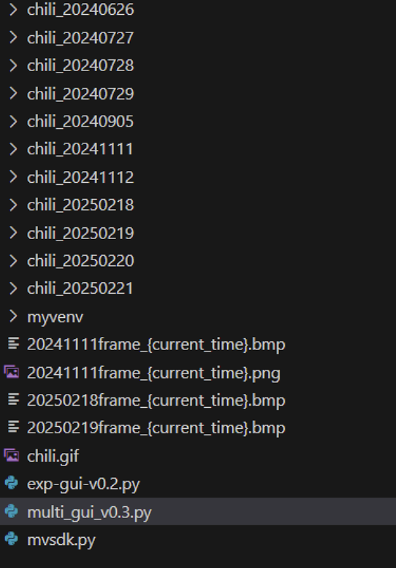 chili_20240626
chili_20240727
chili_20240728
chili_20240729
chili_20240905
chili_20241111
chili_20241112
chili_20250218
chili_20250219
chili_20250220
chili_20250221
myvenv
20241111frame_{current_time}.bmp
20241111frame_{current_time}.png
20250218frame_{current_time}.bmp
20250219frame_{current_time}.bmp
chili.gif
exp-gui-v0.2.py
multi_gui_v0.3.py
mvsdk.py